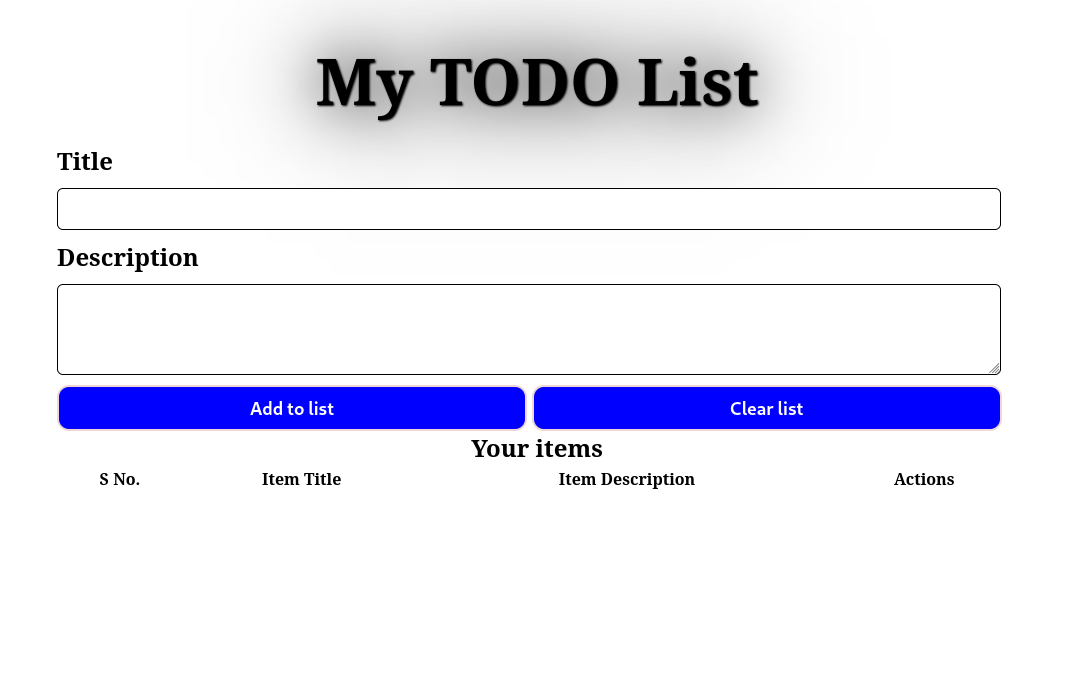 My TODO List
Title
Description
Add to list Clear list
Your items
S No. Item Title Item Description Actions